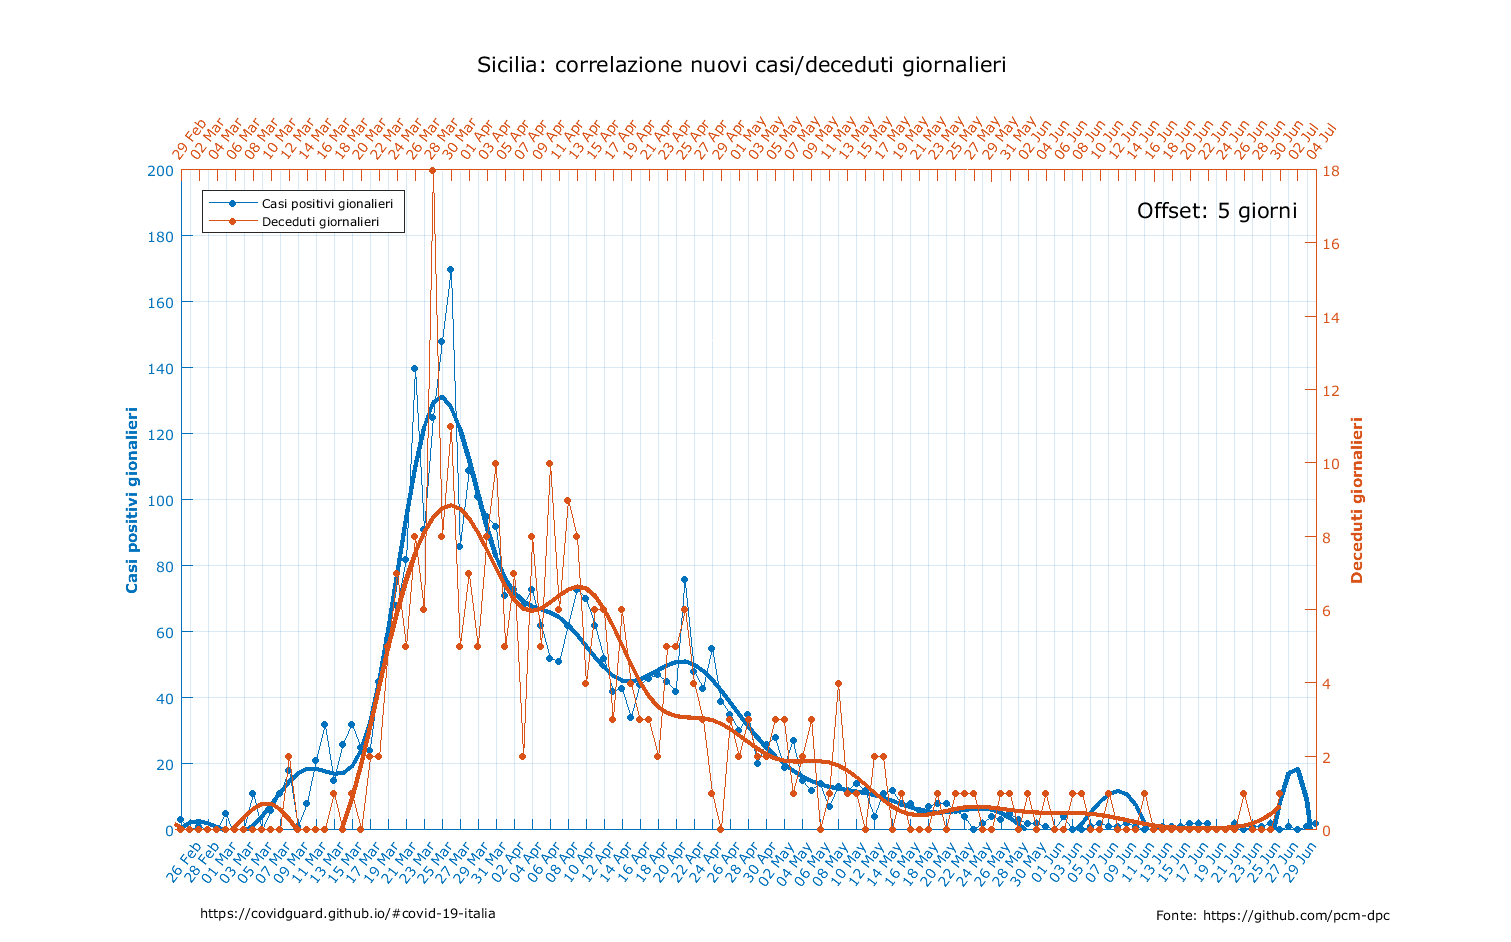 Sicilia: correlazione nuovi casi/deceduti giornalieri
29 Feb
02 Mar
04 Mar
06 Mar
08 Mar
10 Mar
12 Mar
14 Mar
16 Mar
18 Mar
20 Mar
22 Mar
24 Mar
26 Mar
28 Mar
30 Mar
01 Apr
03 Apr
05 Apr
07 Apr
09 Apr
11 Apr
13 Apr
15 Apr
17 Apr
19 Apr
21 Apr
23 Apr
25 Apr
27 Apr
29 Apr
01 May
03 May
05 May
07 May
09 May
11 May
13 May
15 May
17 May
19 May
21 May
23 May
25 May
27 May
29 May
31 May
02 Jun
04 Jun
06 Jun
08 Jun
10 Jun
12 Jun
14 Jun
16 Jun
18 Jun
20 Jun
22 Jun
24 Jun
26 Jun
28 Jun
30 Jun
02 Jul
04 Jul
Casi positivi gionalieri
Deceduti giornalieri
Offset: 5 giorni
200
180
160
140
120
100
80
60
40
20
0
Casi positivi gionalieri
18
16
14
12
10
8
6
4
2
0
Deceduti giornalieri
26 Feb
28 Feb
01 Mar
03 Mar
05 Mar
07 Mar
09 Mar
11 Mar
13 Mar
15 Mar
17 Mar
19 Mar
21 Mar
23 Mar
25 Mar
27 Mar
29 Mar
31 Mar
02 Apr
04 Apr
06 Apr
08 Apr
10 Apr
12 Apr
14 Apr
16 Apr
18 Apr
20 Apr
22 Apr
24 Apr
26 Apr
28 Apr
30 Apr
02 May
04 May
06 May
08 May
10 May
12 May
14 May
16 May
18 May
20 May
22 May
24 May
26 May
28 May
30 May
01 Jun
03 Jun
05 Jun
07 Jun
09 Jun
11 Jun
13 Jun
15 Jun
17 Jun
19 Jun
21 Jun
23 Jun
25 Jun
27 Jun
29 Jun
https://covidguard.github.io/#covid-19-italia
Fonte: https://github.com/pcm-dpc